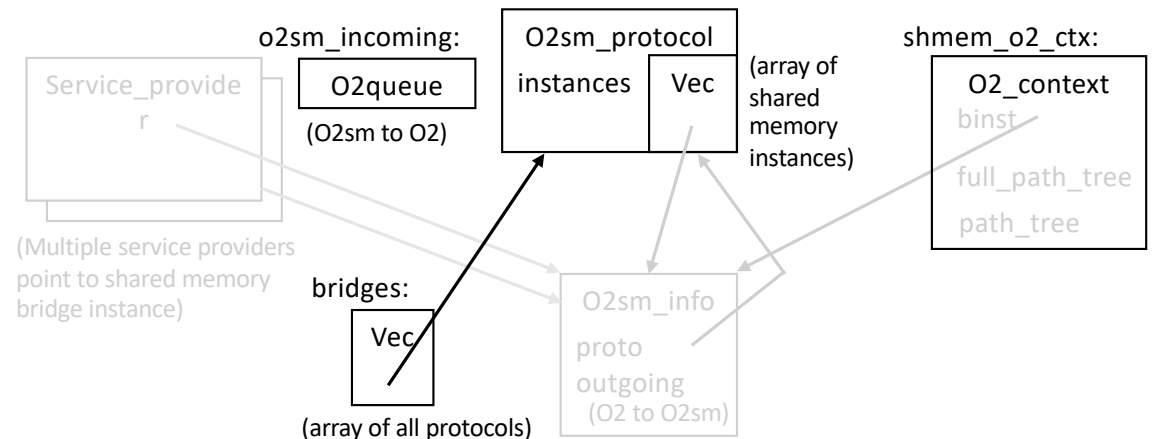 o2sm_incoming:
O2queue
(O2sm to O2)
O2sm_protocol
instances
Vec
(array of
shared
memory
instances)
shmem_o2_ctx:
O2_context
binst
full_path_tree
path_tree
Service_provide
r
(Multiple service providers
point to shared memory
bridge instance)
bridges:
Vec
(array of all protocols)
O2sm_info
proto
outgoing
(O2 to O2sm)